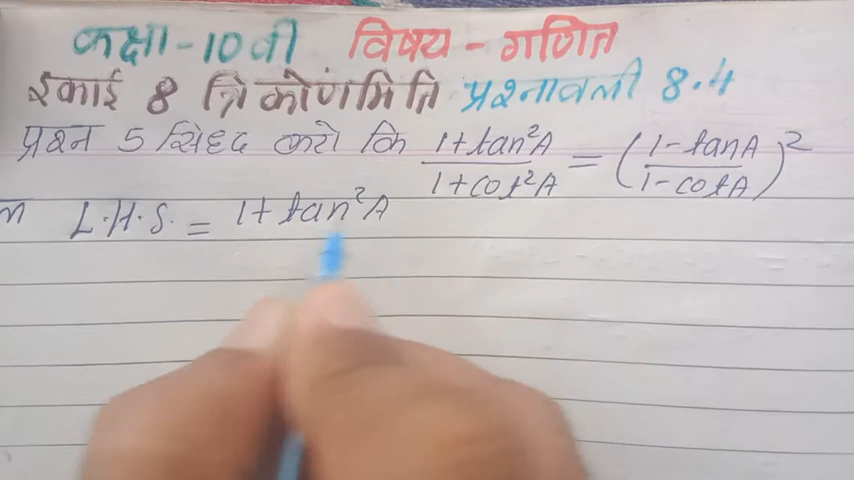 कक्षा-10वी विषय - गणित
इकाई 8 त्रिकोणमिति प्रश्नावली 8.4
प्रश्न 5 सिद्ध करो कि 1+tan²A/1+cot²A = (1-tanA/1-cotA)²
L.H.S. = 1+tan²A